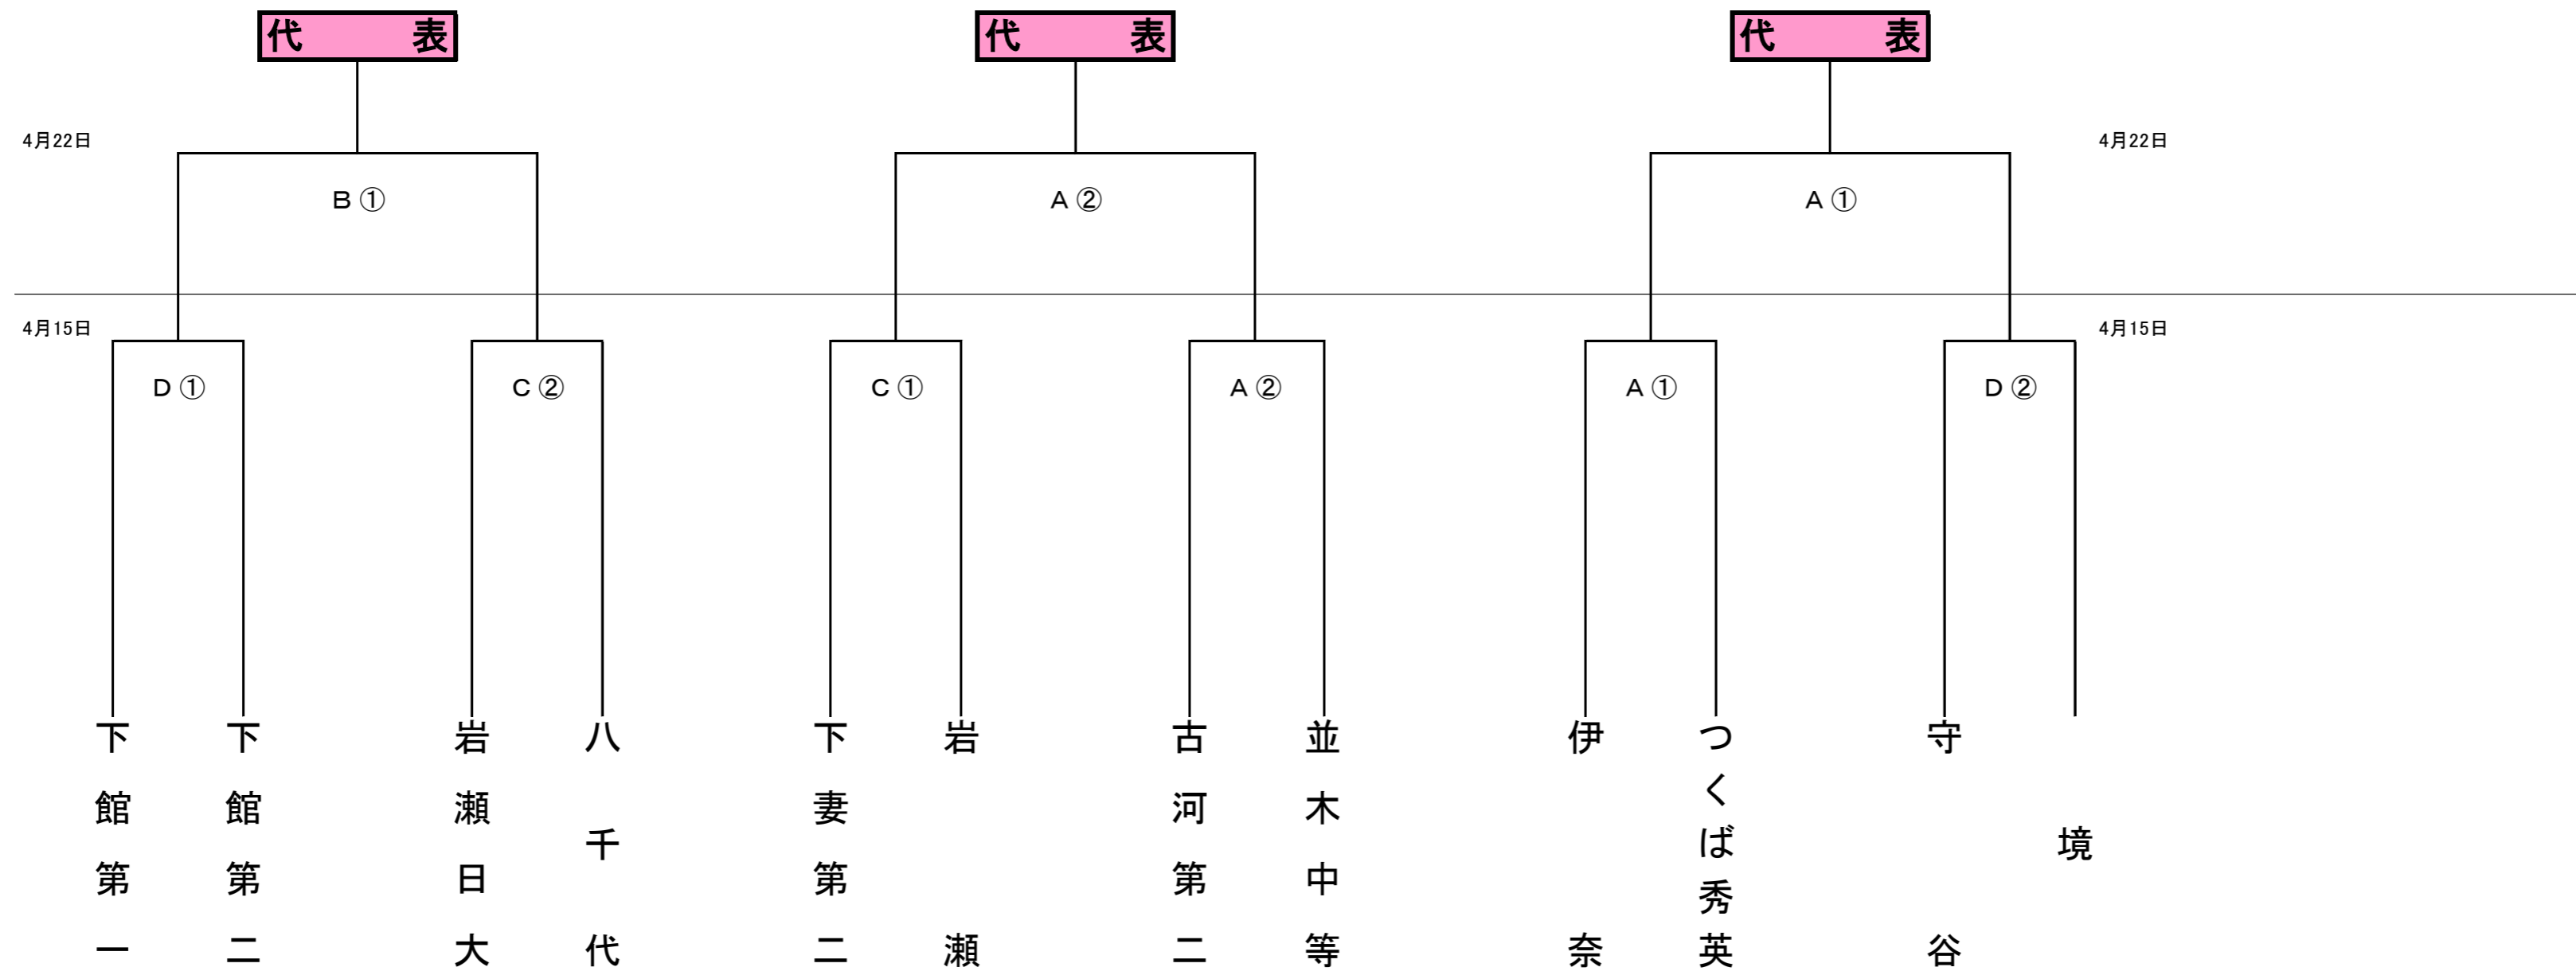 代表 代表 代表
4月22日 4月22日
B① A② A①
4月15日 4月15日
D① C② C① A② A① D②
下館第一
下館第二
岩瀬日大
八千代
下妻第二
岩瀬
古河第二
並木中等
伊奈
つくば秀英
守谷
境